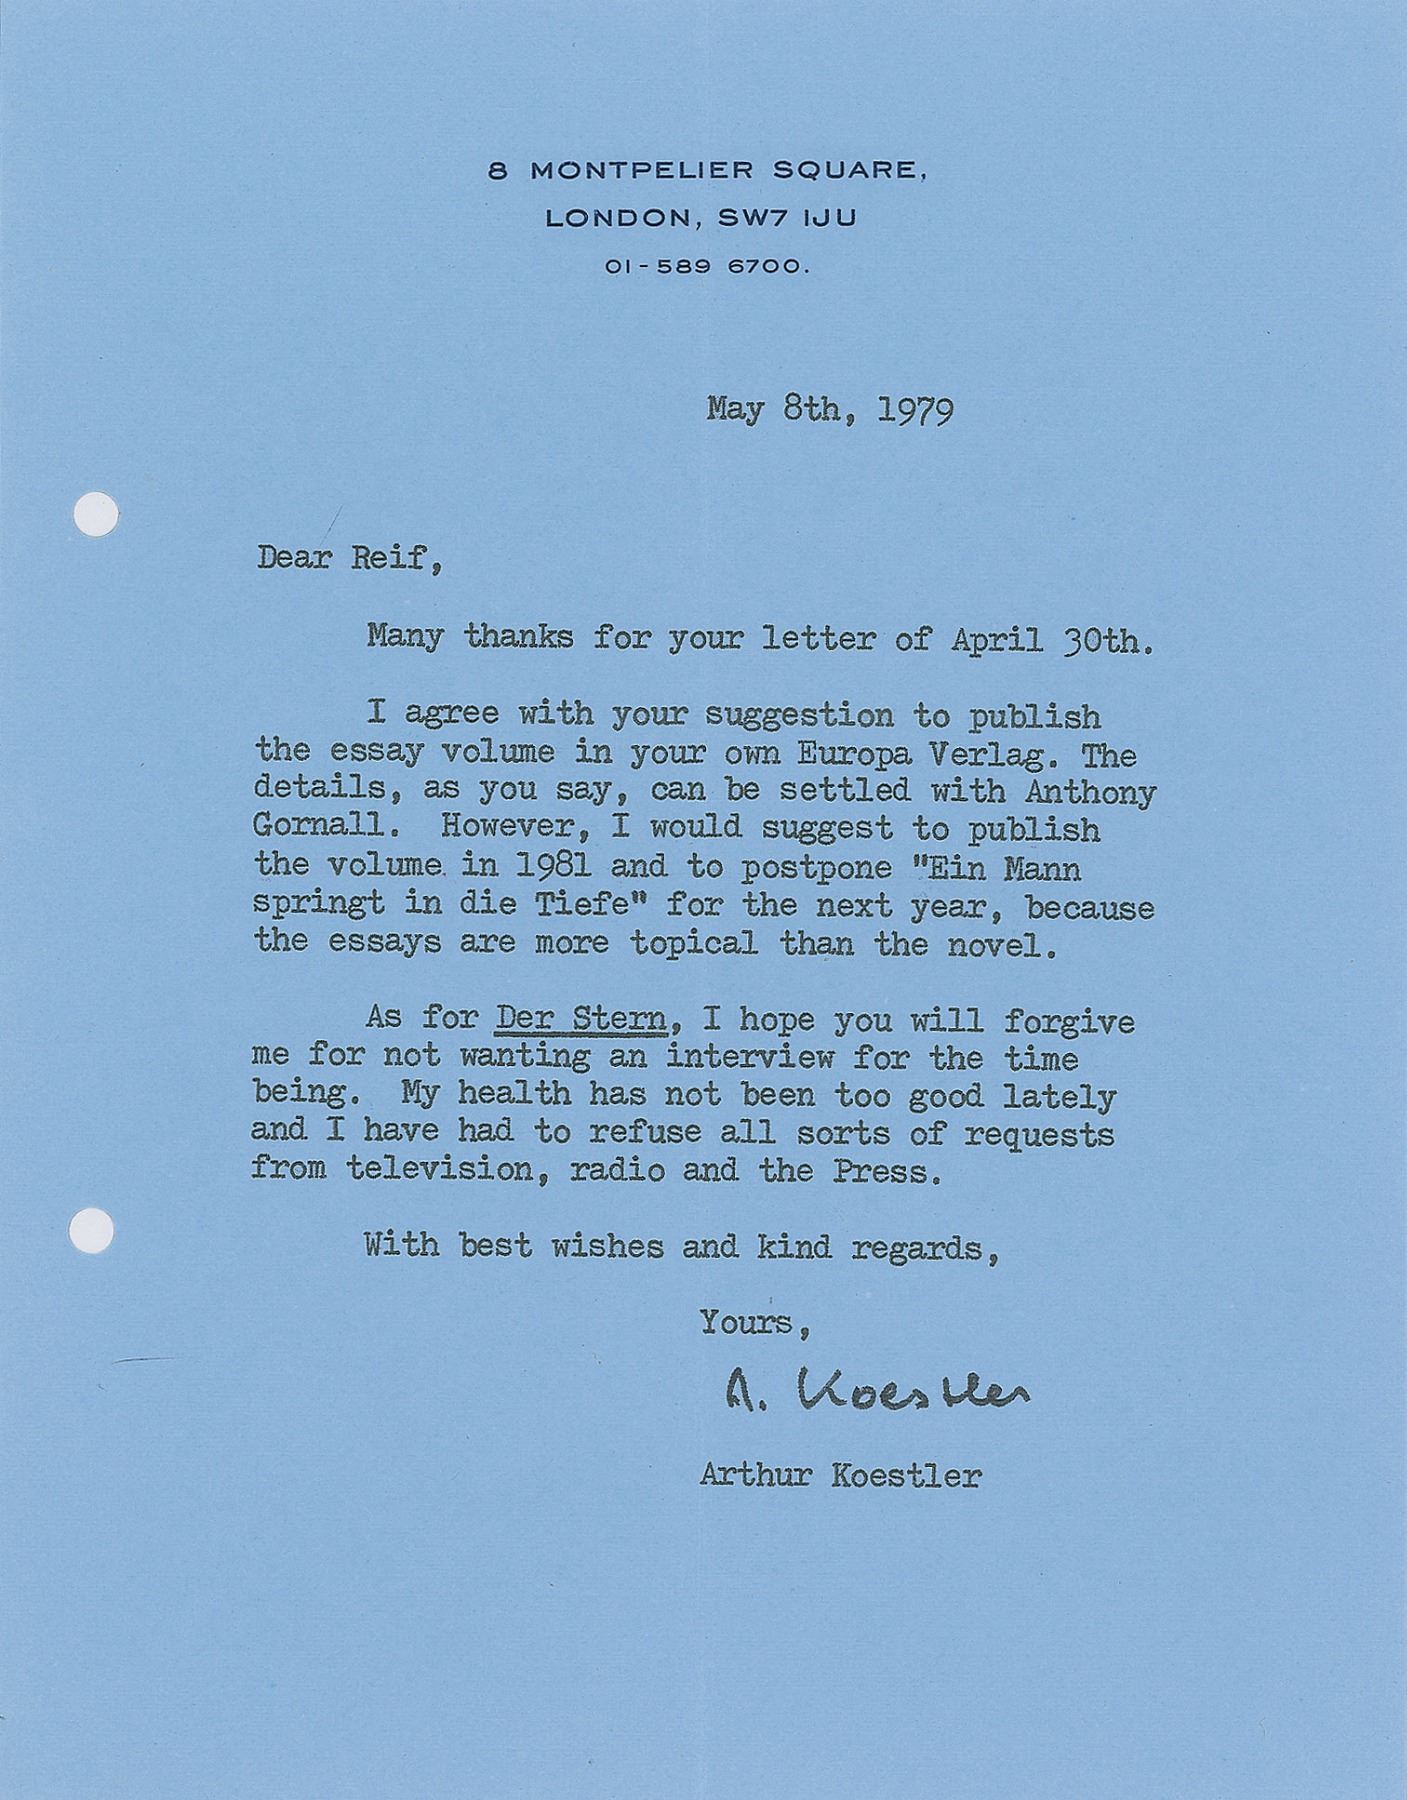 8 MONTPELIER SQUARE,
LONDON, SW7 1JU
01-589 6700.
May 8th, 1979
Dear Reif,
Many thanks for your letter of April 30th.
I agree with your suggestion to publish
the essay volume in your own Europa Verlag. The
details, as you say, can be settled with Anthony
Gornall. However, I would suggest to publish
the volume in 1981 and to postpone "Ein Mann
springt in die Tiefe" for the next year, because
the essays are more topical than the novel.
As for Der Stern, I hope you will forgive
me for not wanting an interview for the time
being. My health has not been too good lately
and I have had to refuse all sorts of requests
from television, radio and the Press.
With best wishes and kind regards,
Yours,
A. Koestler
Arthur Koestler